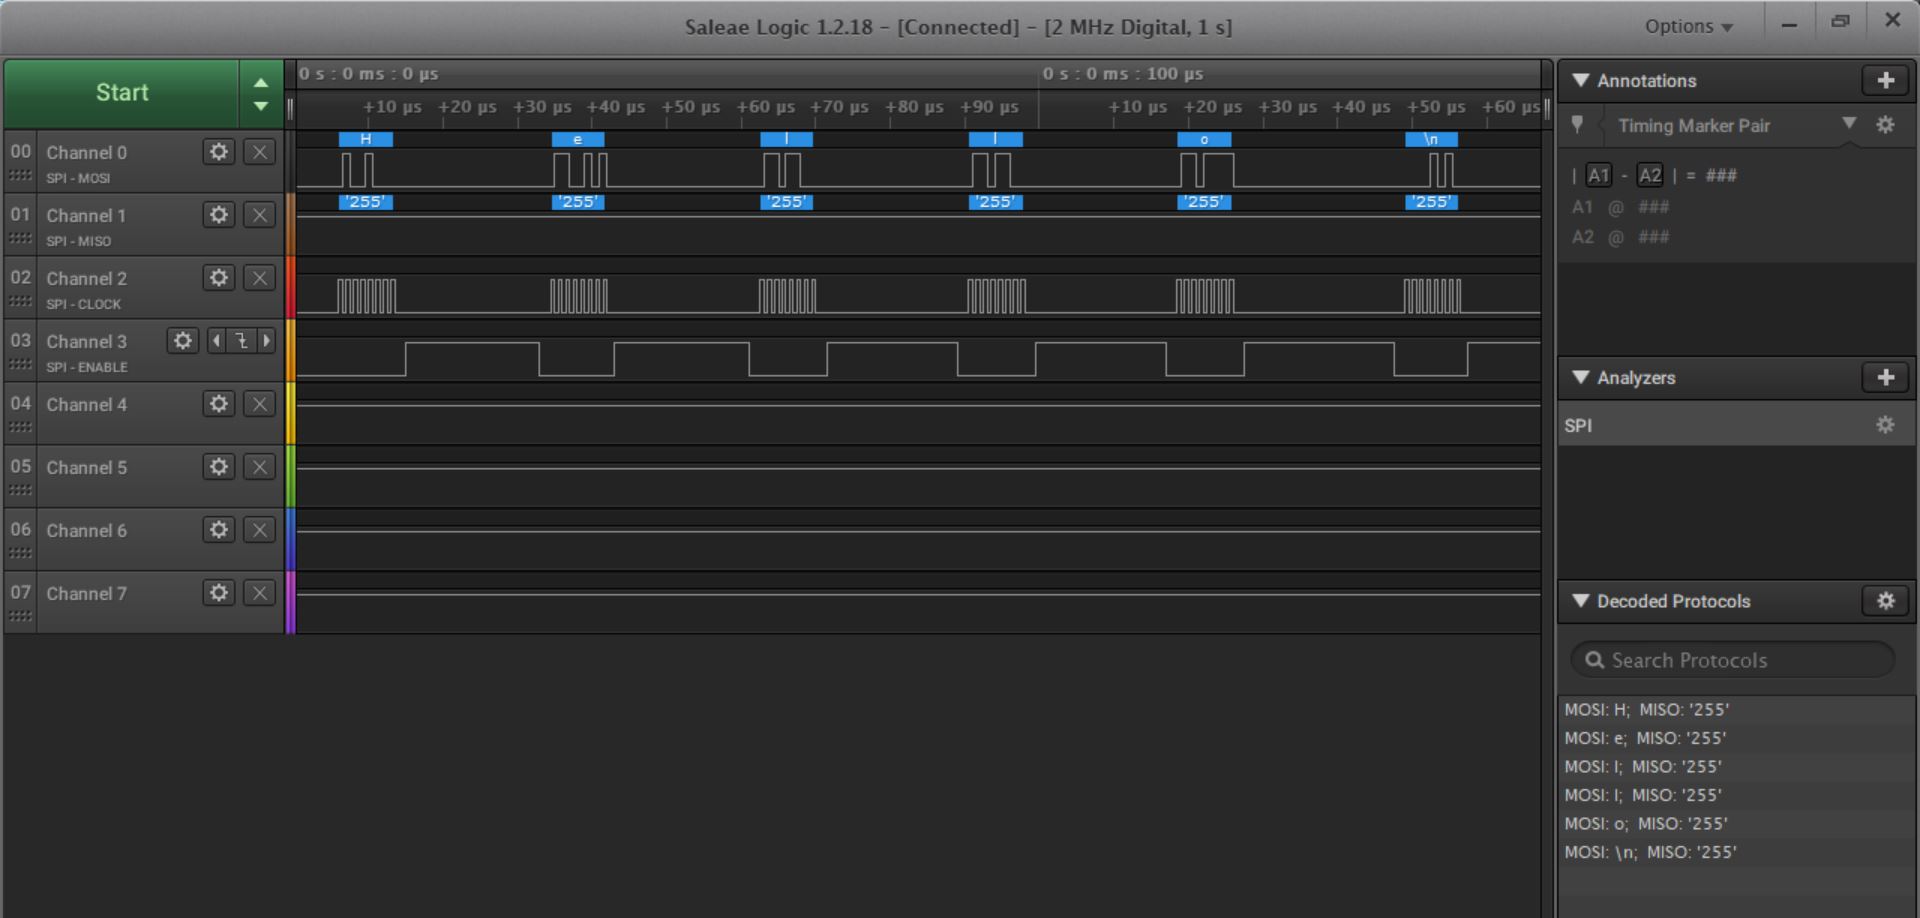 Saleae Logic 1.2.18 - [Connected] - [2 MHz Digital, 1 s]
Options
Start
0 s : 0 ms : 0 µs
0 s : 0 ms : 100 µs
+10 µs +20 µs +30 µs +40 µs +50 µs +60 µs +70 µs +80 µs +90 µs +10 µs +20 µs +30 µs +40 µs +50 µs +60 µs
00 Channel 0
SPI - MOSI
H e l l o \n
01 Channel 1
SPI - MISO
'255' '255' '255' '255' '255' '255'
02 Channel 2
SPI - CLOCK
03 Channel 3
SPI - ENABLE
04 Channel 4
05 Channel 5
06 Channel 6
07 Channel 7
Annotations
Timing Marker Pair
| A1 - A2 | = ###
A1 @ ###
A2 @ ###
Analyzers
SPI
Decoded Protocols
Search Protocols
MOSI: H; MISO: '255'
MOSI: e; MISO: '255'
MOSI: l; MISO: '255'
MOSI: l; MISO: '255'
MOSI: o; MISO: '255'
MOSI: \n; MISO: '255'